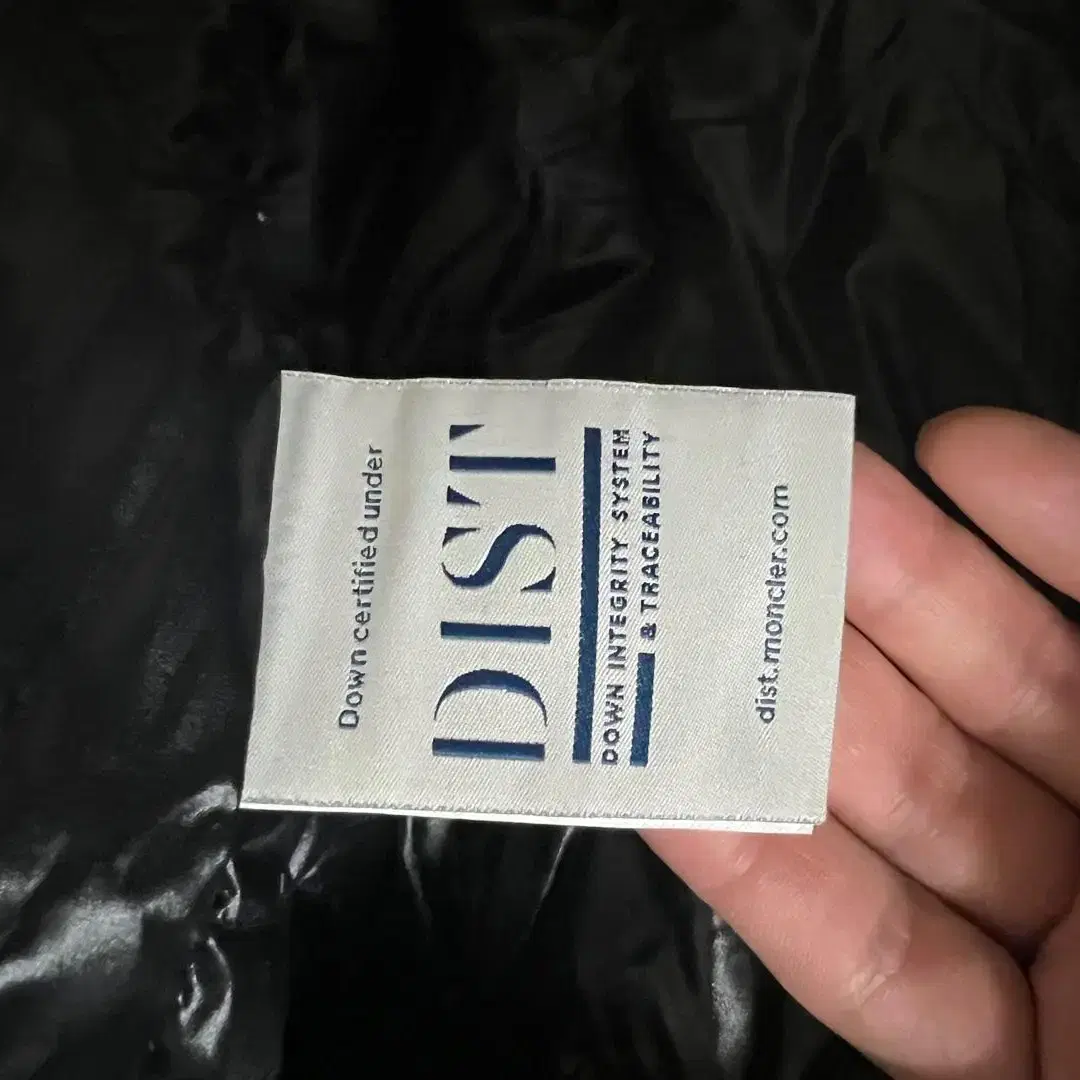 Down certified under
DIST
DOWN INTEGRITY SYSTEM
& TRACEABILITY
dist.moncler.com